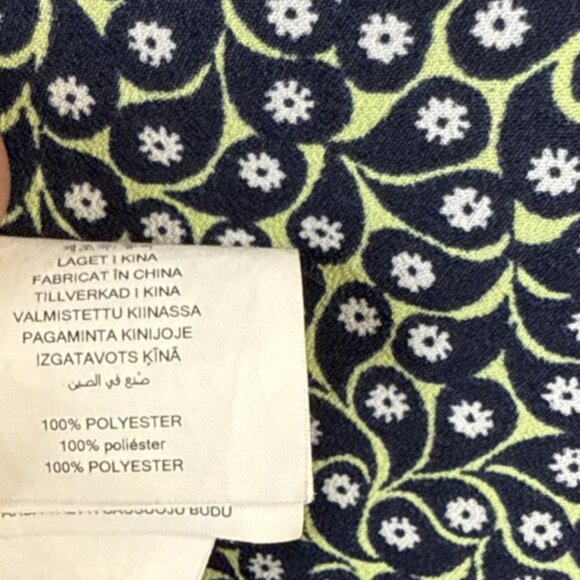 LAGET I KINA
FABRICAT ÎN CHINA
TILLVERKAD I KINA
VALMISTETTU KIINASSA
PAGAMINTA KINIJOJE
IZGATAVOTS ĶĪNĀ
صنع في الصين
100% POLYESTER
100% poliéster
100% POLYESTER
BŪDU